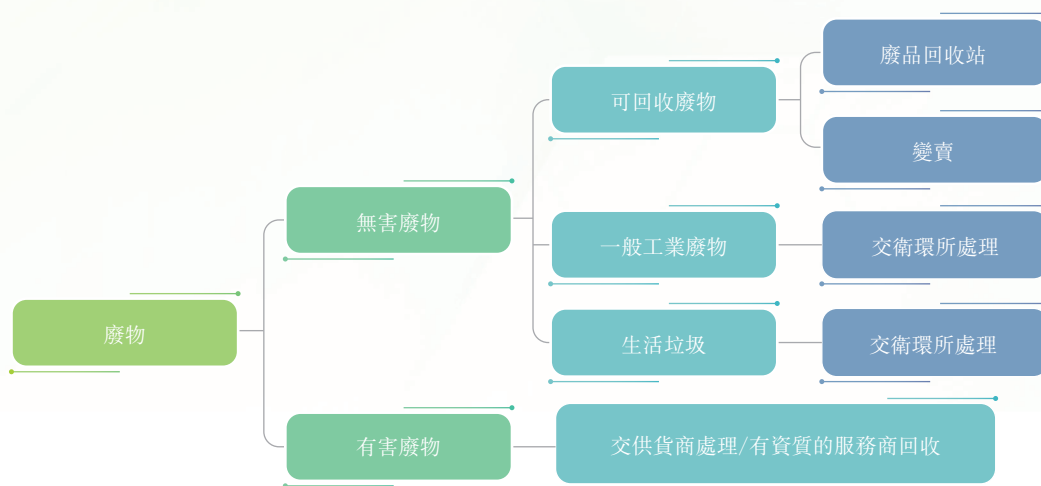 廢物
無害廢物
可回收廢物
廢品回收站
變賣
一般工業廢物
交衛環所處理
生活垃圾
交衛環所處理
有害廢物
交供貨商處理/有資質的服務商回收